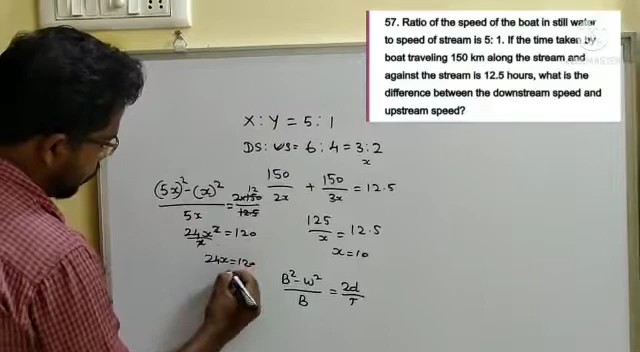 57. Ratio of the speed of the boat in still water
to speed of stream is 5: 1. If the time taken by
boat traveling 150 km along the stream and
against the stream is 12.5 hours, what is the
difference between the downstream speed and
upstream speed?
X : Y = 5 : 1
DS : US = 6 : 4 = 3 : 2
x
150/2x + 150/3x = 12.5
125/x = 12.5
x = 10
(5x)² - (x)² / 5x = 2x150 / 12.5
12
24x²/x = 120
24x = 120
B² - W² / B = 2d / T